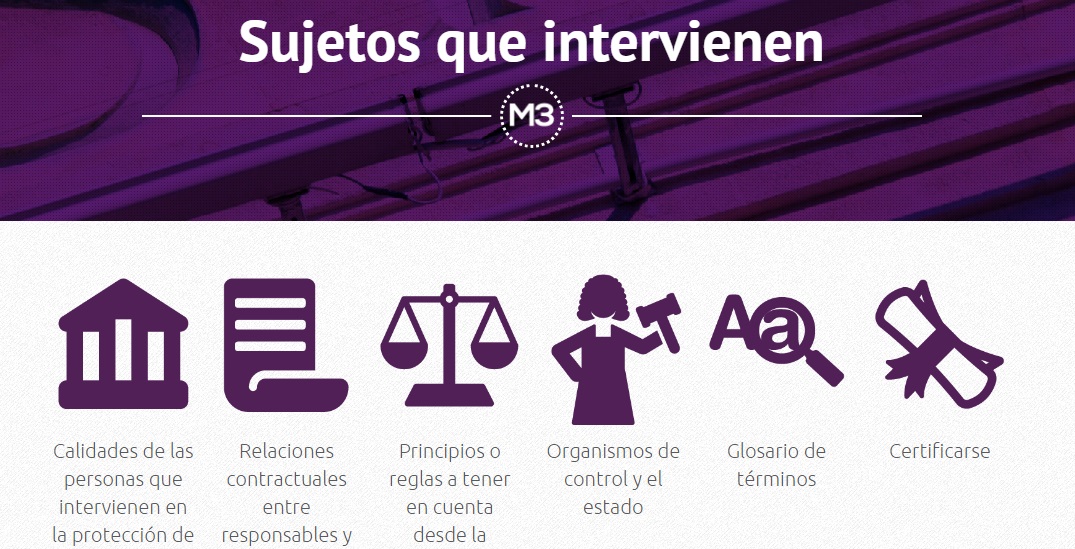 Sujetos que intervienen
M3
Aa
Calidades de las
personas que
intervienen en
la protección de
Relaciones
contractuales
entre
responsables y
Principios o
reglas a tener
en cuenta
desde la
Organismos de
control y el
estado
Glosario de
términos
Certificarse